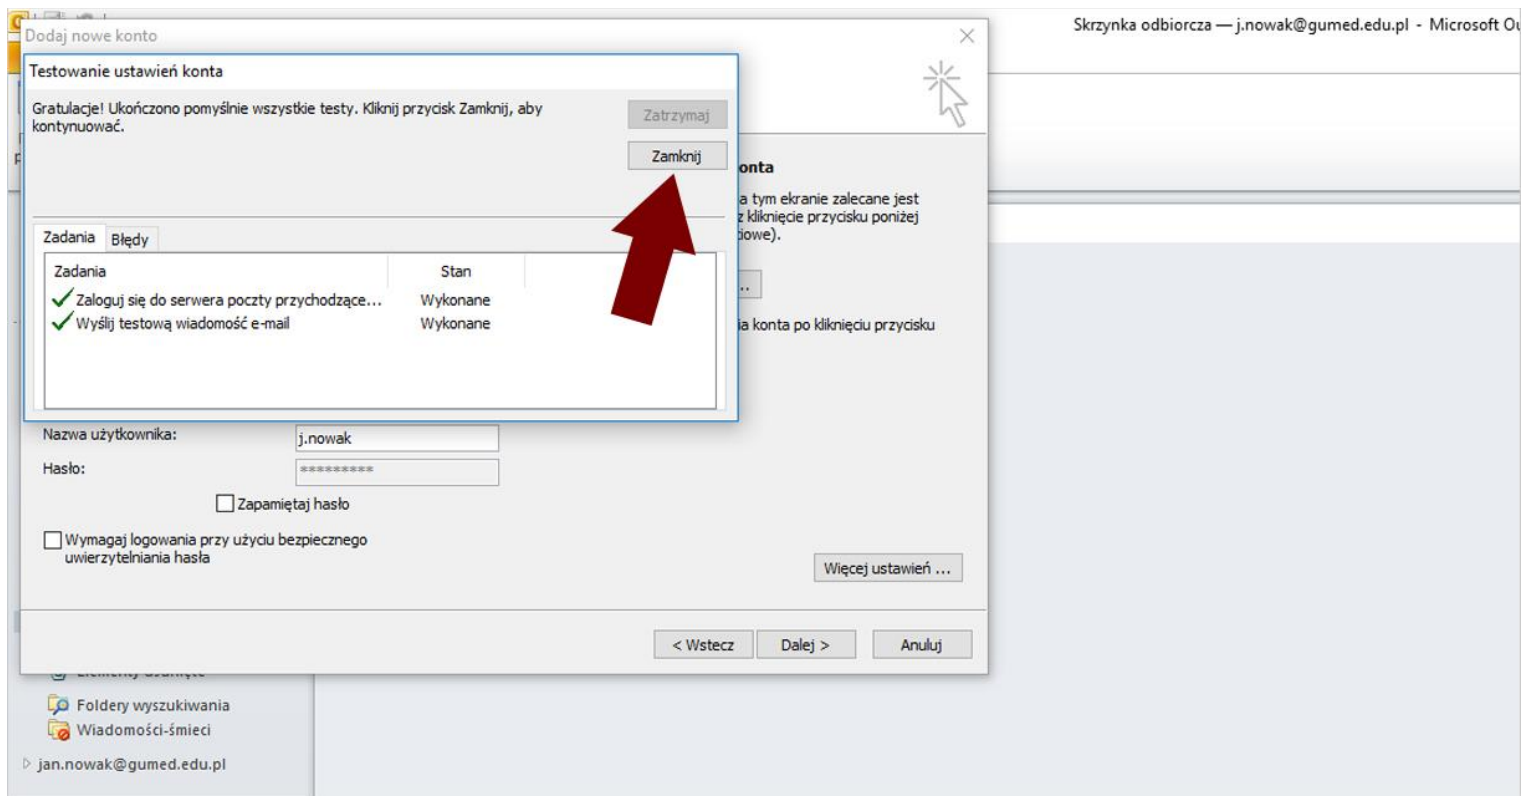 Skrzynka odbiorcza — j.nowak@gumed.edu.pl - Microsoft
Dodaj nowe konto
Testowanie ustawień konta
Gratulacje! Ukończono pomyślnie wszystkie testy. Kliknij przycisk Zamknij, aby
kontynuować.
Zatrzymaj
Zamknij
onta
a tym ekranie zalecane jest
z kliknięcie przycisku poniżej
iowe).
..
ia konta po kliknięciu przycisku
Zadania Błędy
Zadania Stan
Zaloguj się do serwera poczty przychodzące... Wykonane
Wyślij testową wiadomość e-mail Wykonane
Nazwa użytkownika: j.nowak
Hasło: *********
Zapamiętaj hasło
Wymagaj logowania przy użyciu bezpiecznego
uwierzytelniania hasła
Więcej ustawień ...
< Wstecz Dalej > Anuluj
Elementy usunięte
Foldery wyszukiwania
Wiadomości-śmieci
jan.nowak@gumed.edu.pl